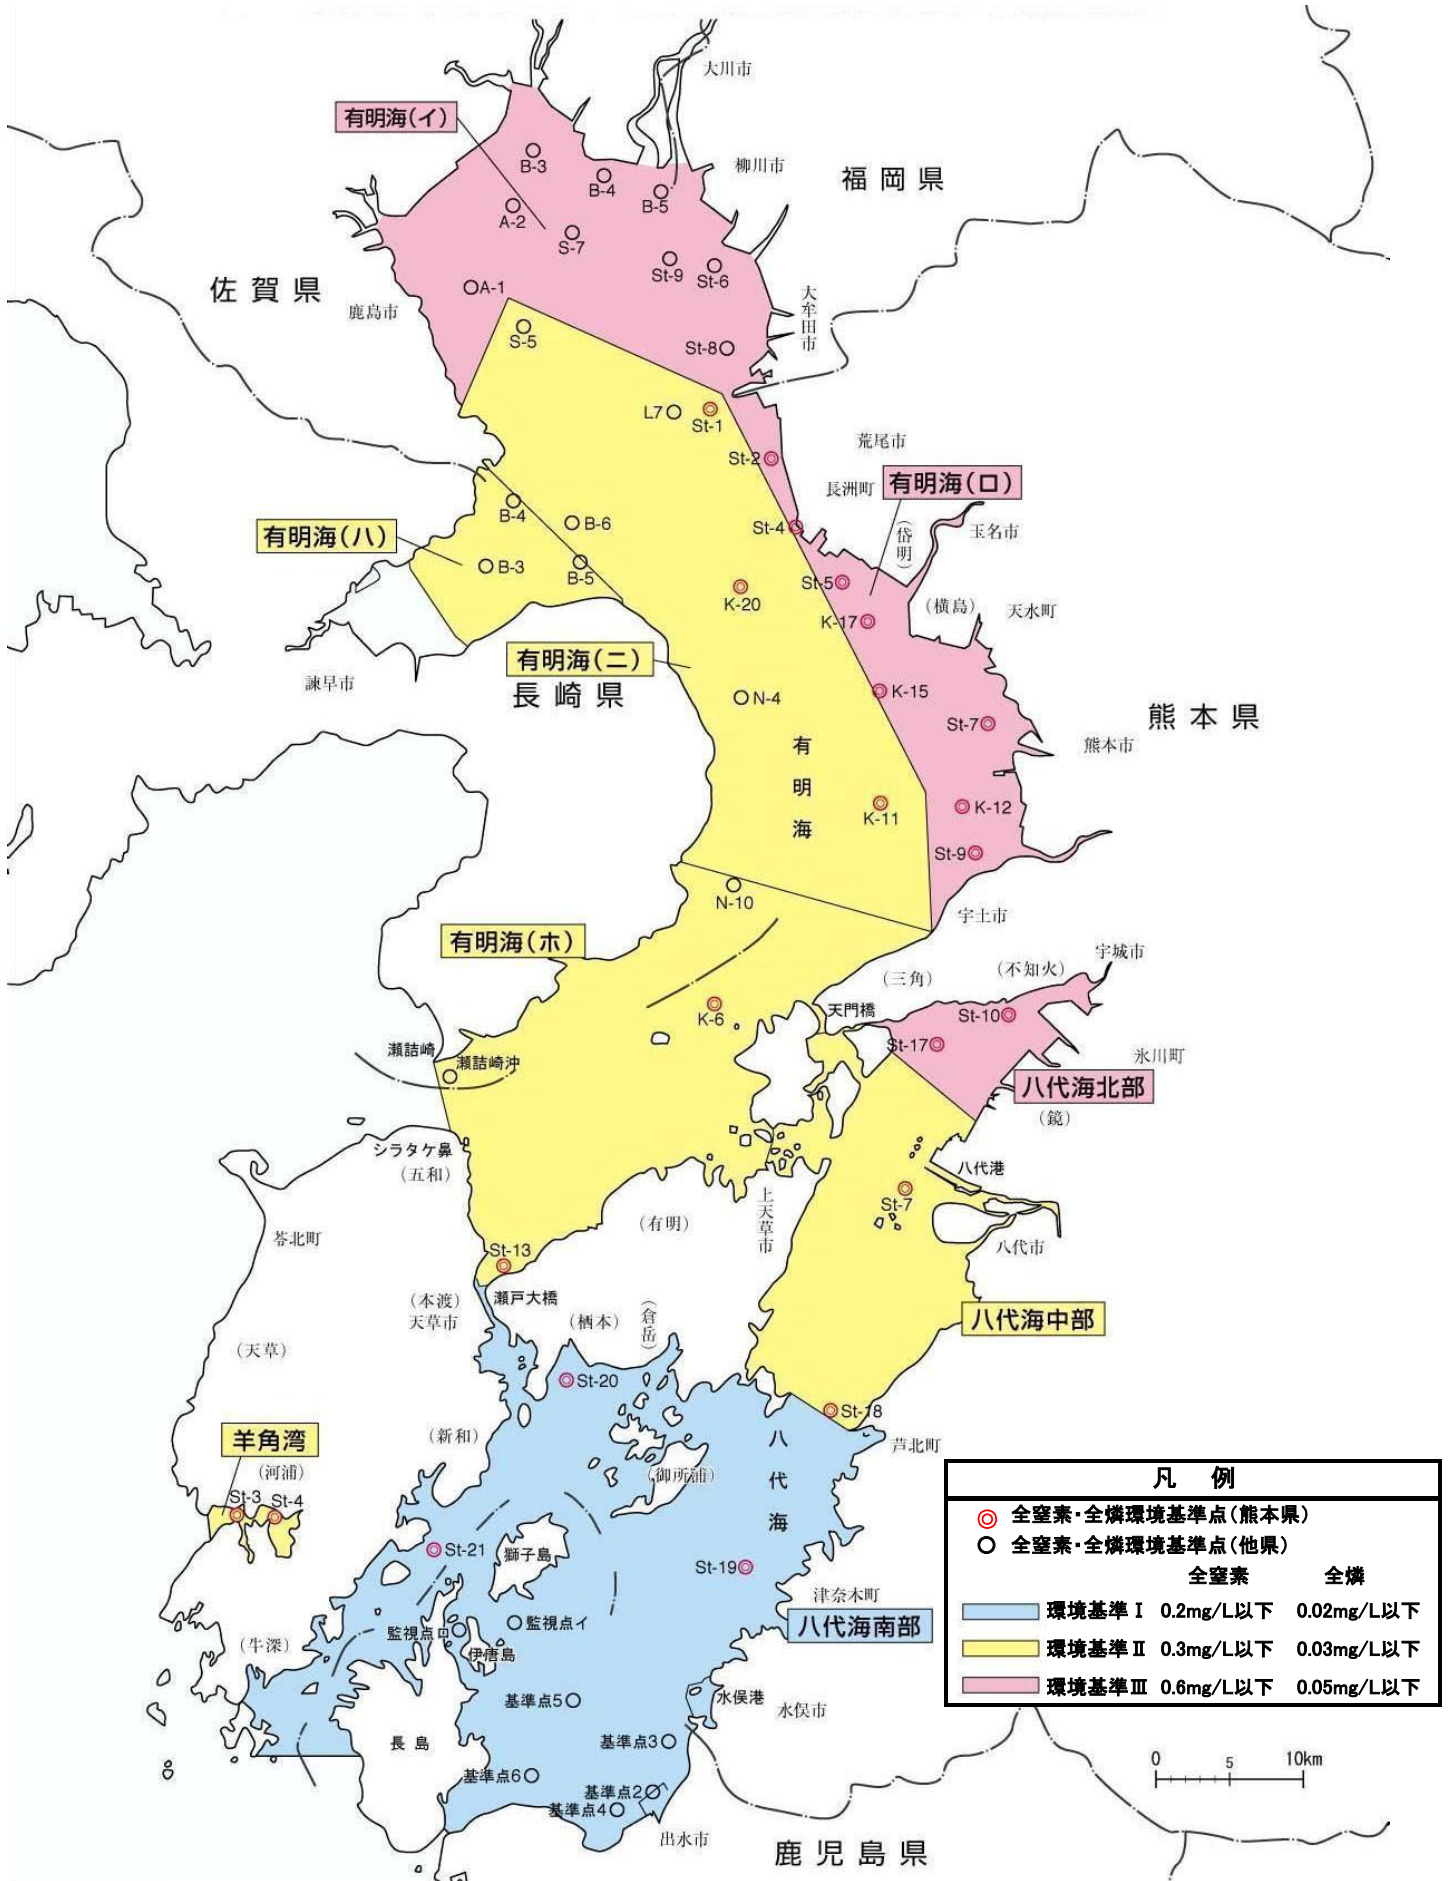 大川市
有明海(イ)
B-3
柳川市
福岡県
B-4
B-5
A-2
S-7
St-9
St-6
佐賀県
A-1
鹿島市
大牟田市
S-5
St-8
L7
St-1
荒尾市
St-2
長洲町
有明海(ロ)
B-4
St-4
B-6
有明海(ハ)
(岱明)
玉名市
B-3
B-5
St-5
K-20
(横島)
天水町
K-17
有明海(ニ)
諫早市
長崎県
N-4
K-15
St-7
熊本県
熊本市
有明海
K-11
K-12
St-9
N-10
宇土市
有明海(ホ)
宇城市
(不知火)
(三角)
天門橋
K-6
St-10
St-17
瀬詰崎
瀬詰崎沖
氷川町
八代海北部
(鏡)
シラタケ鼻
(五和)
八代港
St-7
上天草市
(有明)
苓北町
St-13
八代市
瀬戸大橋
(本渡)
天草市
(栖本)
(倉岳)
八代海中部
(天草)
St-20
St-18
羊角湾
(新和)
芦北町
(河浦)
(御所浦)
八代海
St-3
St-4
St-21
獅子島
St-19
津奈木町
監視点イ
監視点ロ
八代海南部
(牛深)
伊唐島
基準点5
水俣港
水俣市
長島
基準点3
基準点6
基準点2
基準点4
出水市
鹿児島県
凡 例
全窒素・全燐環境基準点(熊本県)
全窒素・全燐環境基準点(他県)
全窒素 全燐
環境基準Ⅰ 0.2mg/L以下 0.02mg/L以下
環境基準Ⅱ 0.3mg/L以下 0.03mg/L以下
環境基準Ⅲ 0.6mg/L以下 0.05mg/L以下
0 5 10km